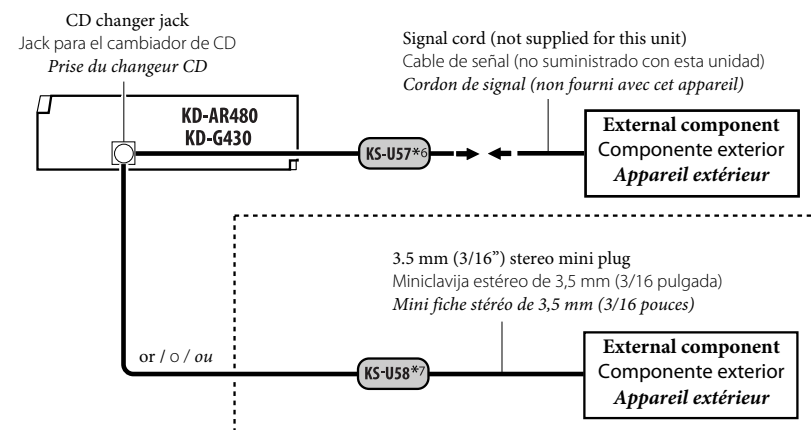 CD changer jack
Jack para el cambiador de CD
Prise du changeur CD
KD-AR480
KD-G430
Signal cord (not supplied for this unit)
Cable de señal (no suministrado con esta unidad)
Cordon de signal (non fourni avec cet appareil)
KS-U57*6
External component
Componente exterior
Appareil extérieur
3.5 mm (3/16”) stereo mini plug
Miniclavija estéreo de 3,5 mm (3/16 pulgada)
Mini fiche stéréo de 3,5 mm (3/16 pouces)
or / o / ou
KS-U58*7
External component
Componente exterior
Appareil extérieur